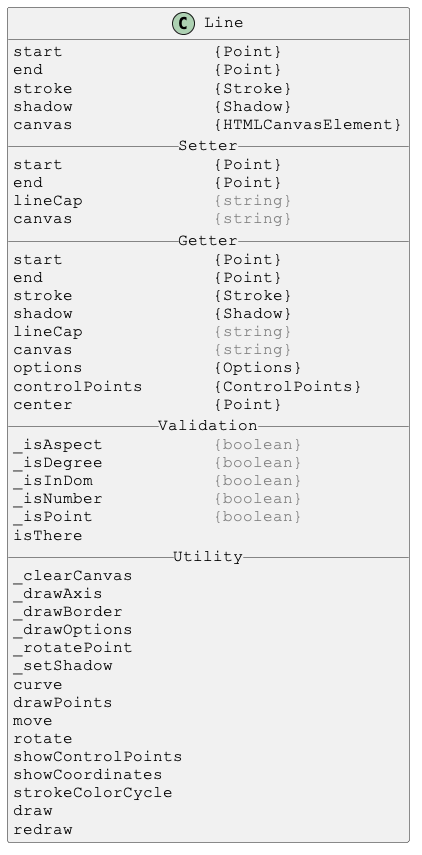 C Line
start {Point}
end {Point}
stroke {Stroke}
shadow {Shadow}
canvas {HTMLCanvasElement}
Setter
start {Point}
end {Point}
lineCap {string}
canvas {string}
Getter
start {Point}
end {Point}
stroke {Stroke}
shadow {Shadow}
lineCap {string}
canvas {string}
options {Options}
controlPoints {ControlPoints}
center {Point}
Validation
_isAspect {boolean}
_isDegree {boolean}
_isInDom {boolean}
_isNumber {boolean}
_isPoint {boolean}
isThere
Utility
_clearCanvas
_drawAxis
_drawBorder
_drawOptions
_rotatePoint
_setShadow
curve
drawPoints
move
rotate
showControlPoints
showCoordinates
strokeColorCycle
draw
redraw